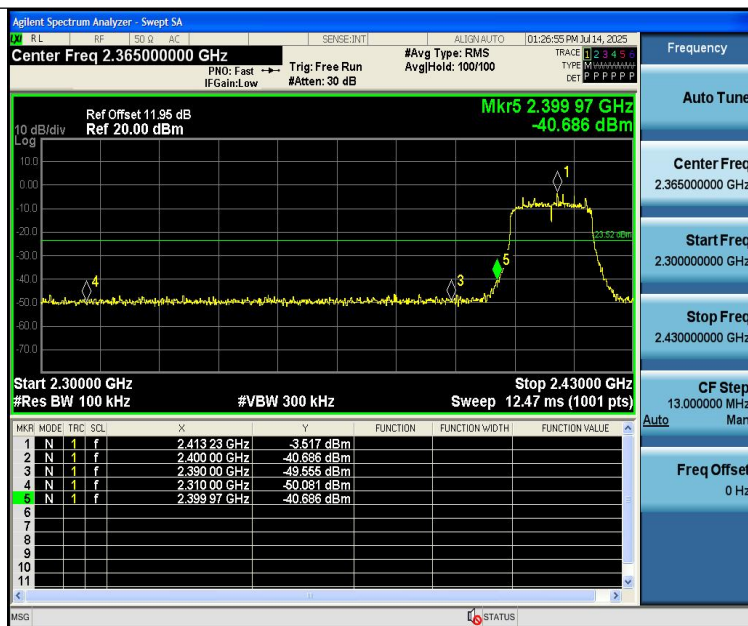 Agilent Spectrum Analyzer - Swept SA
LXI RL RF 50 Ω AC SENSE:INT ALIGN AUTO 01:26:55 PM Jul 14, 2025
Center Freq 2.365000000 GHz
PNO: Fast
IFGain:Low
Trig: Free Run
#Atten: 30 dB
#Avg Type: RMS
Avg|Hold: 100/100
TRACE 1 2 3 4 5 6
TYPE M
DET P P P P P P
Ref Offset 11.95 dB
10 dB/div Ref 20.00 dBm
Log
Mkr5 2.399 97 GHz
-40.686 dBm
10.0
0.00
-10.0
-20.0
-30.0
-40.0
-50.0
-60.0
-70.0
1
-23.52 dBm
5
4
3
Start 2.30000 GHz Stop 2.43000 GHz
#Res BW 100 kHz #VBW 300 kHz Sweep 12.47 ms (1001 pts)
MKR MODE TRC SCL X Y FUNCTION FUNCTION WIDTH FUNCTION VALUE
1 N 1 f 2.413 23 GHz -3.517 dBm
2 N 1 f 2.400 00 GHz -40.686 dBm
3 N 1 f 2.390 00 GHz -49.555 dBm
4 N 1 f 2.310 00 GHz -50.081 dBm
5 N 1 f 2.399 97 GHz -40.686 dBm
6
7
8
9
10
11
MSG STATUS
Frequency
Auto Tune
Center Freq
2.365000000 GHz
Start Freq
2.300000000 GHz
Stop Freq
2.430000000 GHz
CF Step
13.000000 MHz
Auto Man
Freq Offset
0 Hz